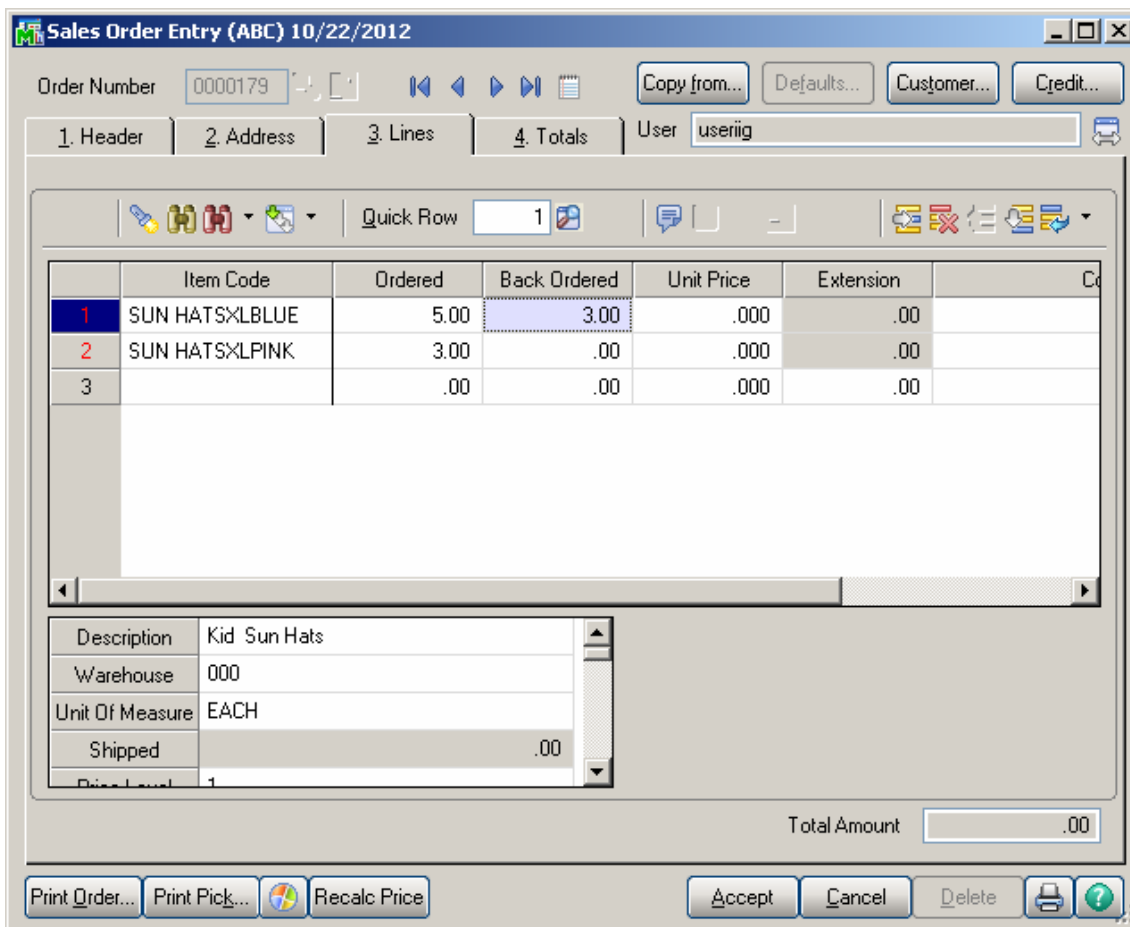 Sales Order Entry (ABC) 10/22/2012
Order Number 0000179 Copy from... Defaults... Customer... Credit...
1. Header 2. Address 3. Lines 4. Totals User useriig
Quick Row 1
Item Code Ordered Back Ordered Unit Price Extension
1 SUN HATSXLBLUE 5.00 3.00 .000 .00
2 SUN HATSXLPINK 3.00 .00 .000 .00
3 .00 .00 .000 .00
Description Kid Sun Hats
Warehouse 000
Unit Of Measure EACH
Shipped .00
Price Level 1
Total Amount .00
Print Order... Print Pick... Recalc Price Accept Cancel Delete